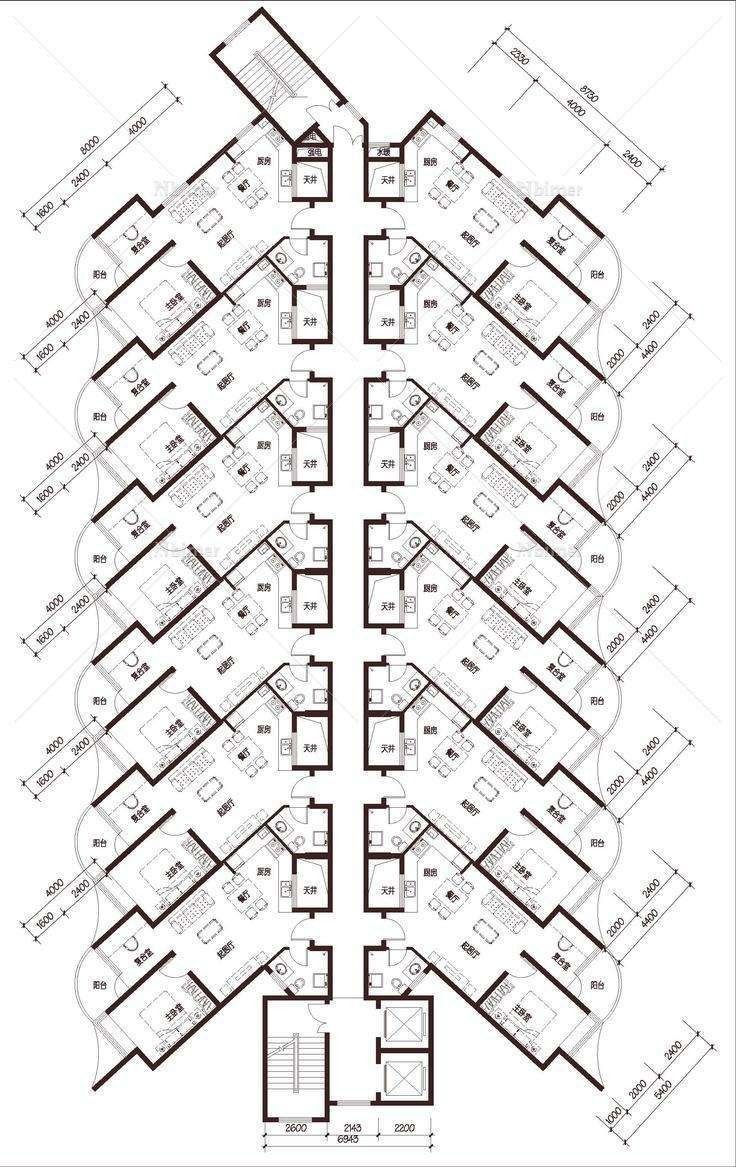 2330
8730
4000
2400
8000
4000
2400
1600
电
强电
水暖
厨房
天井
天井
厨房
餐厅
餐厅
复合室
起居厅
起居厅
复合室
阳台
阳台
主卧室
主卧室
4000
2400
1600
2400
2000
4400
厨房
天井
天井
厨房
餐厅
餐厅
复合室
起居厅
起居厅
复合室
阳台
阳台
主卧室
主卧室
4000
2400
1600
2400
2000
4400
厨房
天井
天井
厨房
餐厅
餐厅
复合室
起居厅
起居厅
复合室
阳台
阳台
主卧室
主卧室
4000
2400
1600
2400
2000
4400
厨房
天井
天井
厨房
餐厅
餐厅
复合室
起居厅
起居厅
复合室
阳台
阳台
主卧室
主卧室
4000
2400
1600
2400
2000
4400
厨房
天井
天井
厨房
餐厅
餐厅
复合室
起居厅
起居厅
复合室
阳台
阳台
主卧室
主卧室
4000
2400
1600
2400
2000
4400
厨房
天井
天井
厨房
餐厅
餐厅
复合室
起居厅
起居厅
复合室
阳台
阳台
主卧室
主卧室
2400
2000
1000
5400
2600 2143 2200
6943